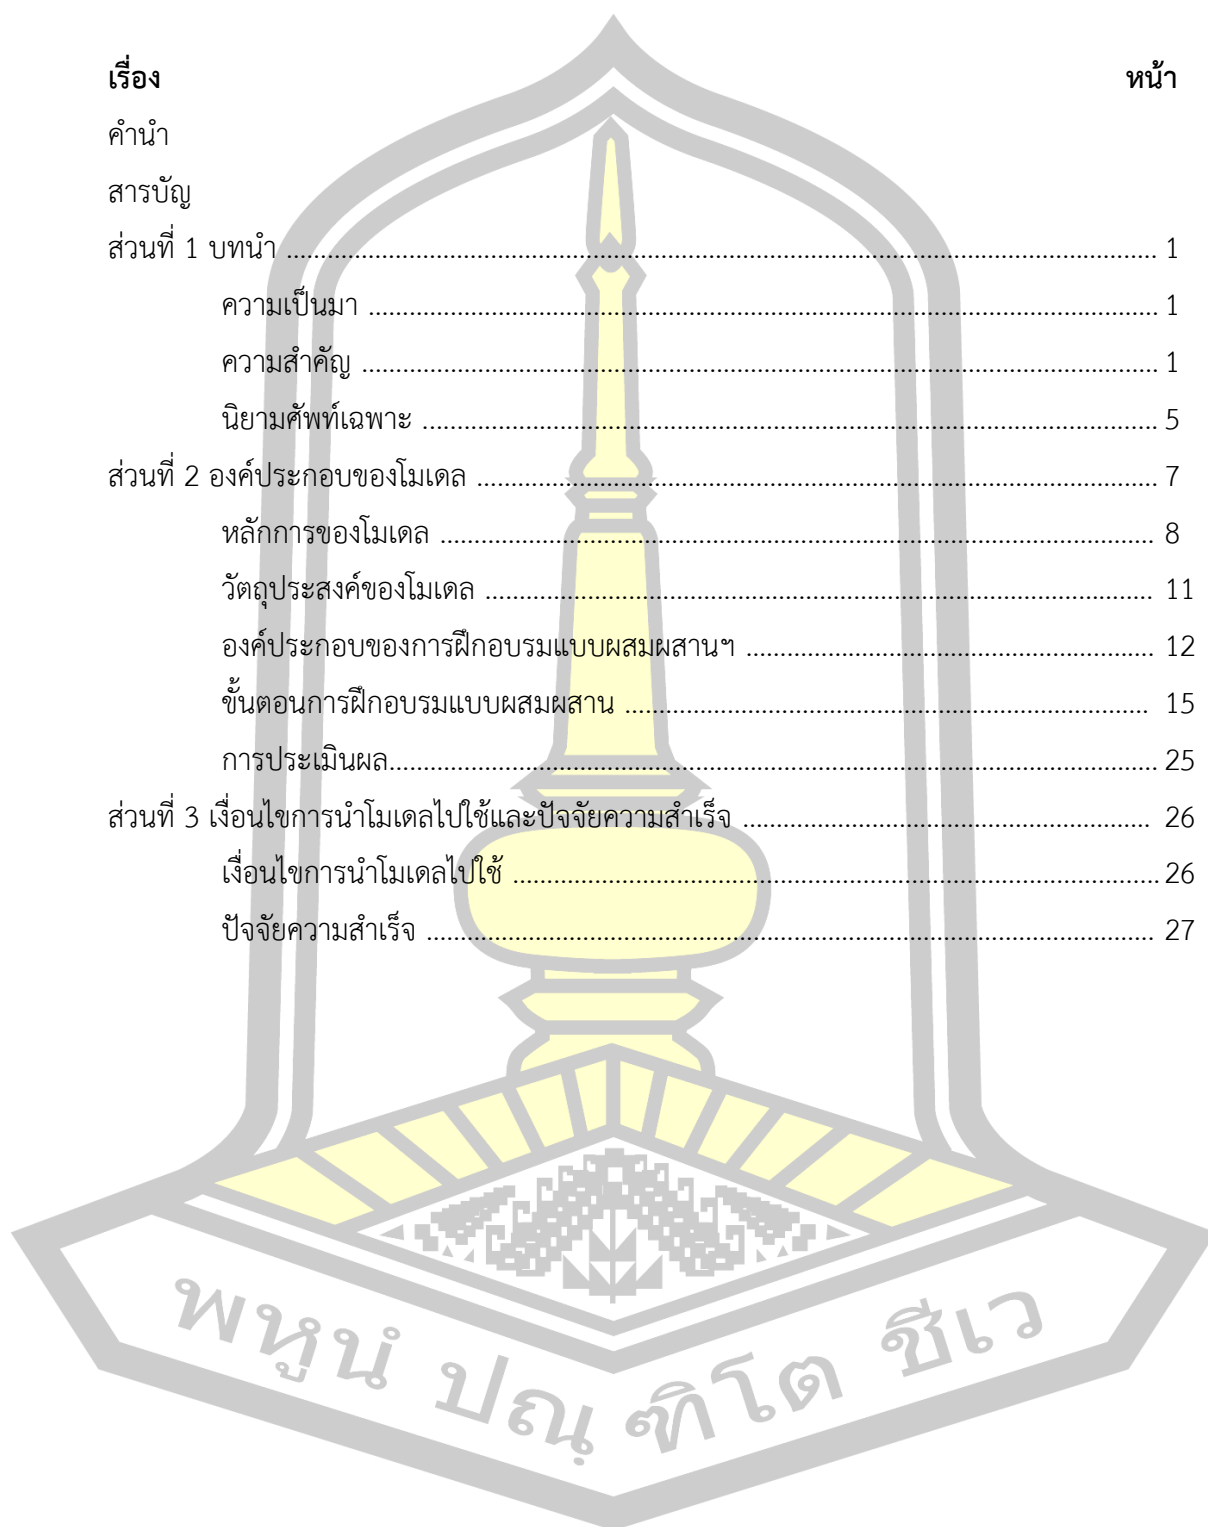 เรื่อง หน้า
คำนำ
สารบัญ
ส่วนที่ 1 บทนำ ........................................................................................................................ 1
ความเป็นมา ............................................................................................................. 1
ความสำคัญ .............................................................................................................. 1
นิยามศัพท์เฉพาะ ...................................................................................................... 5
ส่วนที่ 2 องค์ประกอบของโมเดล .............................................................................................. 7
หลักการของโมเดล ................................................................................................... 8
วัตถุประสงค์ของโมเดล ............................................................................................ 11
องค์ประกอบของการฝึกอบรมแบบผสมผสานฯ ........................................................ 12
ขั้นตอนการฝึกอบรมแบบผสมผสาน ........................................................................ 15
การประเมินผล.......................................................................................................... 25
ส่วนที่ 3 เงื่อนไขการนำโมเดลไปใช้และปัจจัยความสำเร็จ ........................................................ 26
เงื่อนไขการนำโมเดลไปใช้ ......................................................................................... 26
ปัจจัยความสำเร็จ .................................................................................................... 27
พหูนํ ปณฺฑิโต ชีเว